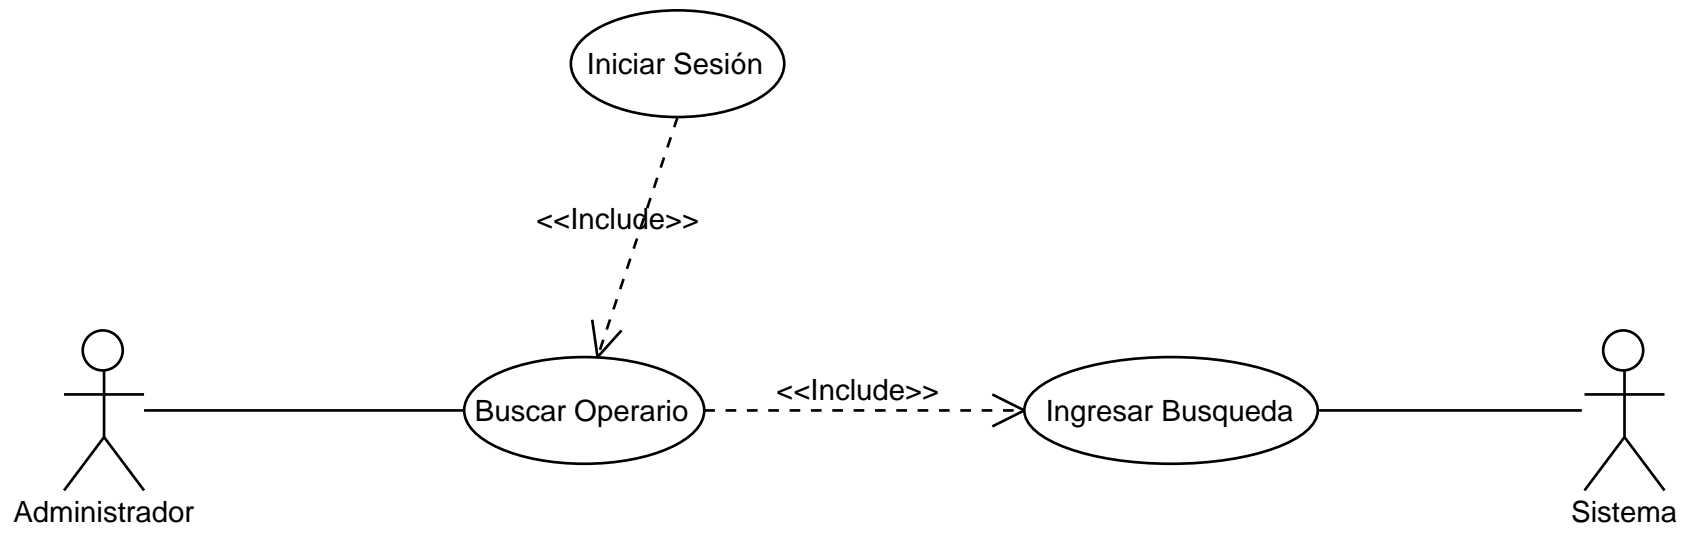 Iniciar Sesión
<<Include>>
<<Include>>
Buscar Operario
Ingresar Busqueda
Administrador
Sistema